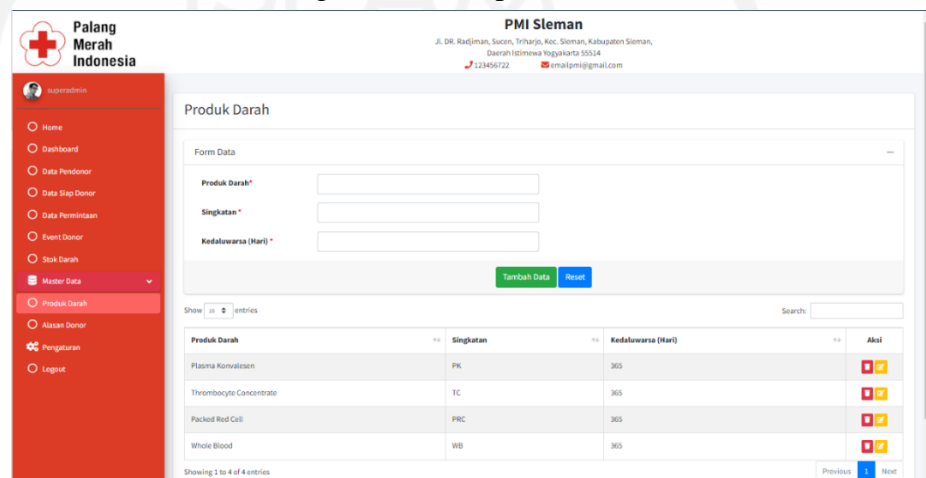 Palang
Merah
Indonesia
PMI Sleman
Jl. DR. Radjiman, Sucen, Triharjo, Kec. Sleman, Kabupaten Sleman,
Daerah Istimewa Yogyakarta 55514
123456722 emailpmi@gmail.com
superadmin
Home
Dashboard
Data Pendonor
Data Siap Donor
Data Permintaan
Event Donor
Stok Darah
Master Data
Produk Darah
Alasan Donor
Pengaturan
Logout
Produk Darah
Form Data
Produk Darah*
Singkatan *
Kedaluwarsa (Hari) *
Tambah Data Reset
Show 10 entries Search:
Produk Darah Singkatan Kedaluwarsa (Hari) Aksi
Plasma Konvalesen PK 365
Thrombocyte Concentrate TC 365
Packed Red Cell PRC 365
Whole Blood WB 365
Showing 1 to 4 of 4 entries Previous 1 Next